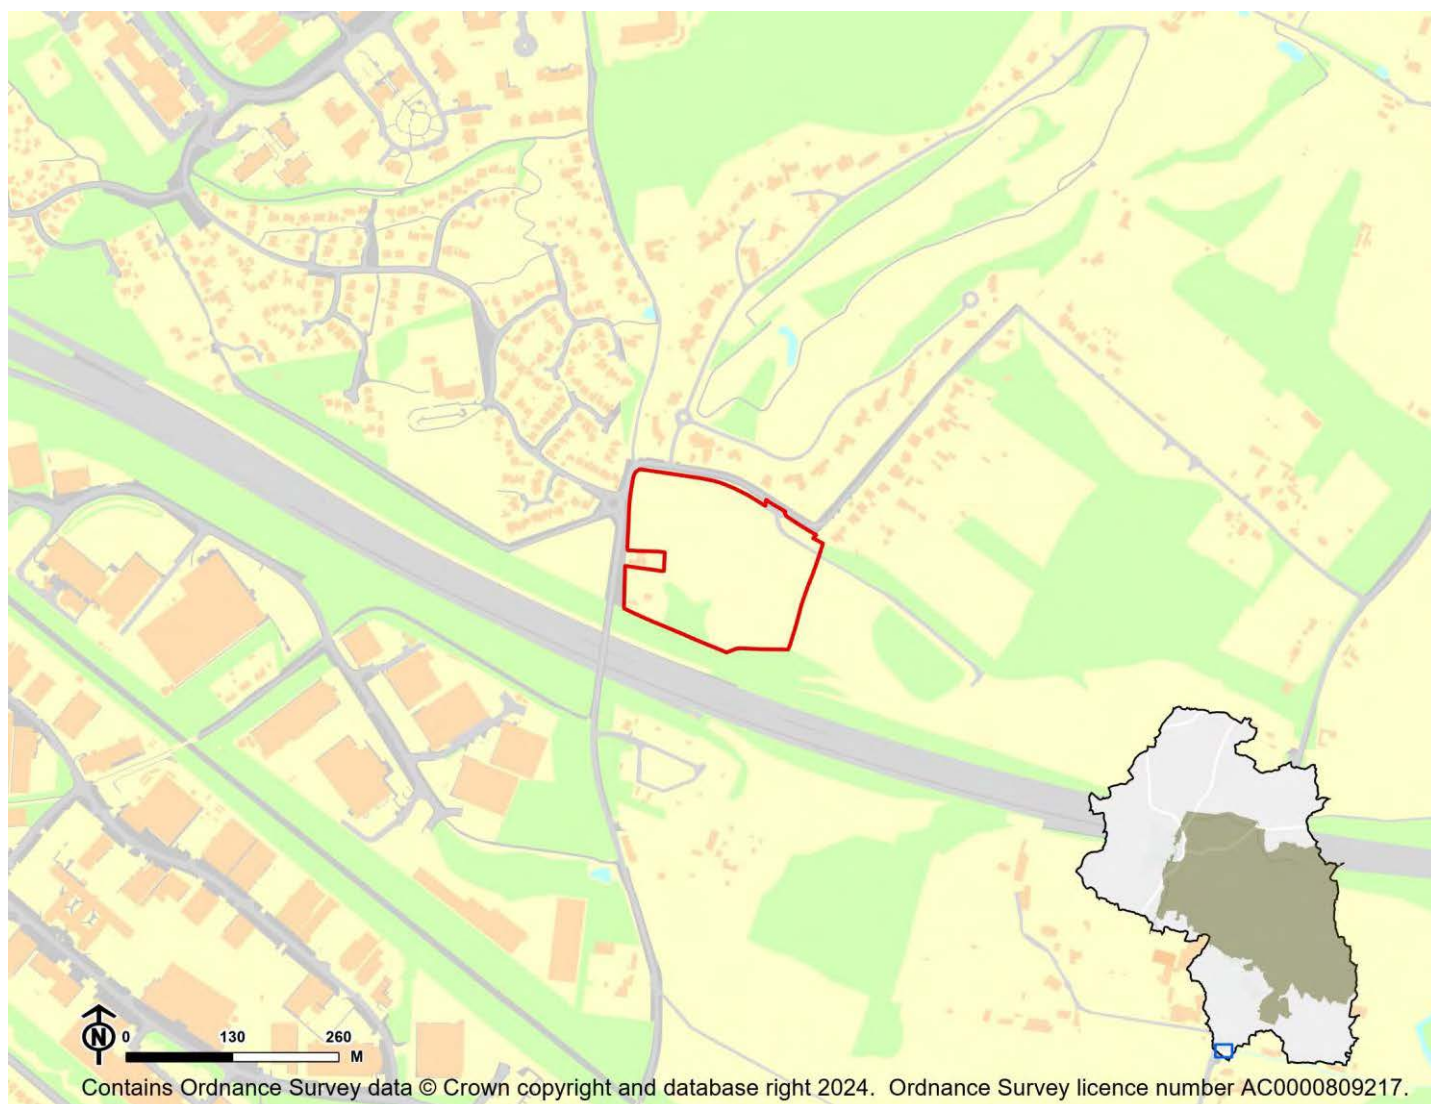 N 0 130 260
M
Contains Ordnance Survey data © Crown copyright and database right 2024. Ordnance Survey licence number AC0000809217.